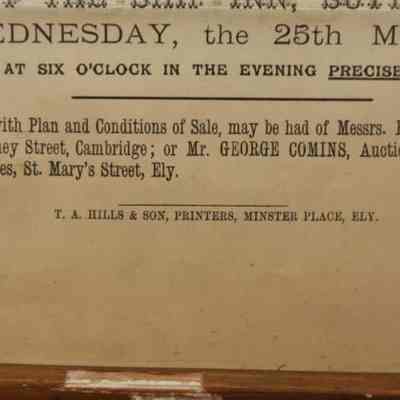 EDNESDAY, the 25th M
AT SIX O'CLOCK IN THE EVENING PRECISE
with Plan and Conditions of Sale, may be had of Messrs.
ney Street, Cambridge; or Mr. GEORGE COMINS, Auctio
es, St. Mary's Street, Ely.
T. A. HILLS & SON, PRINTERS, MINSTER PLACE, ELY.